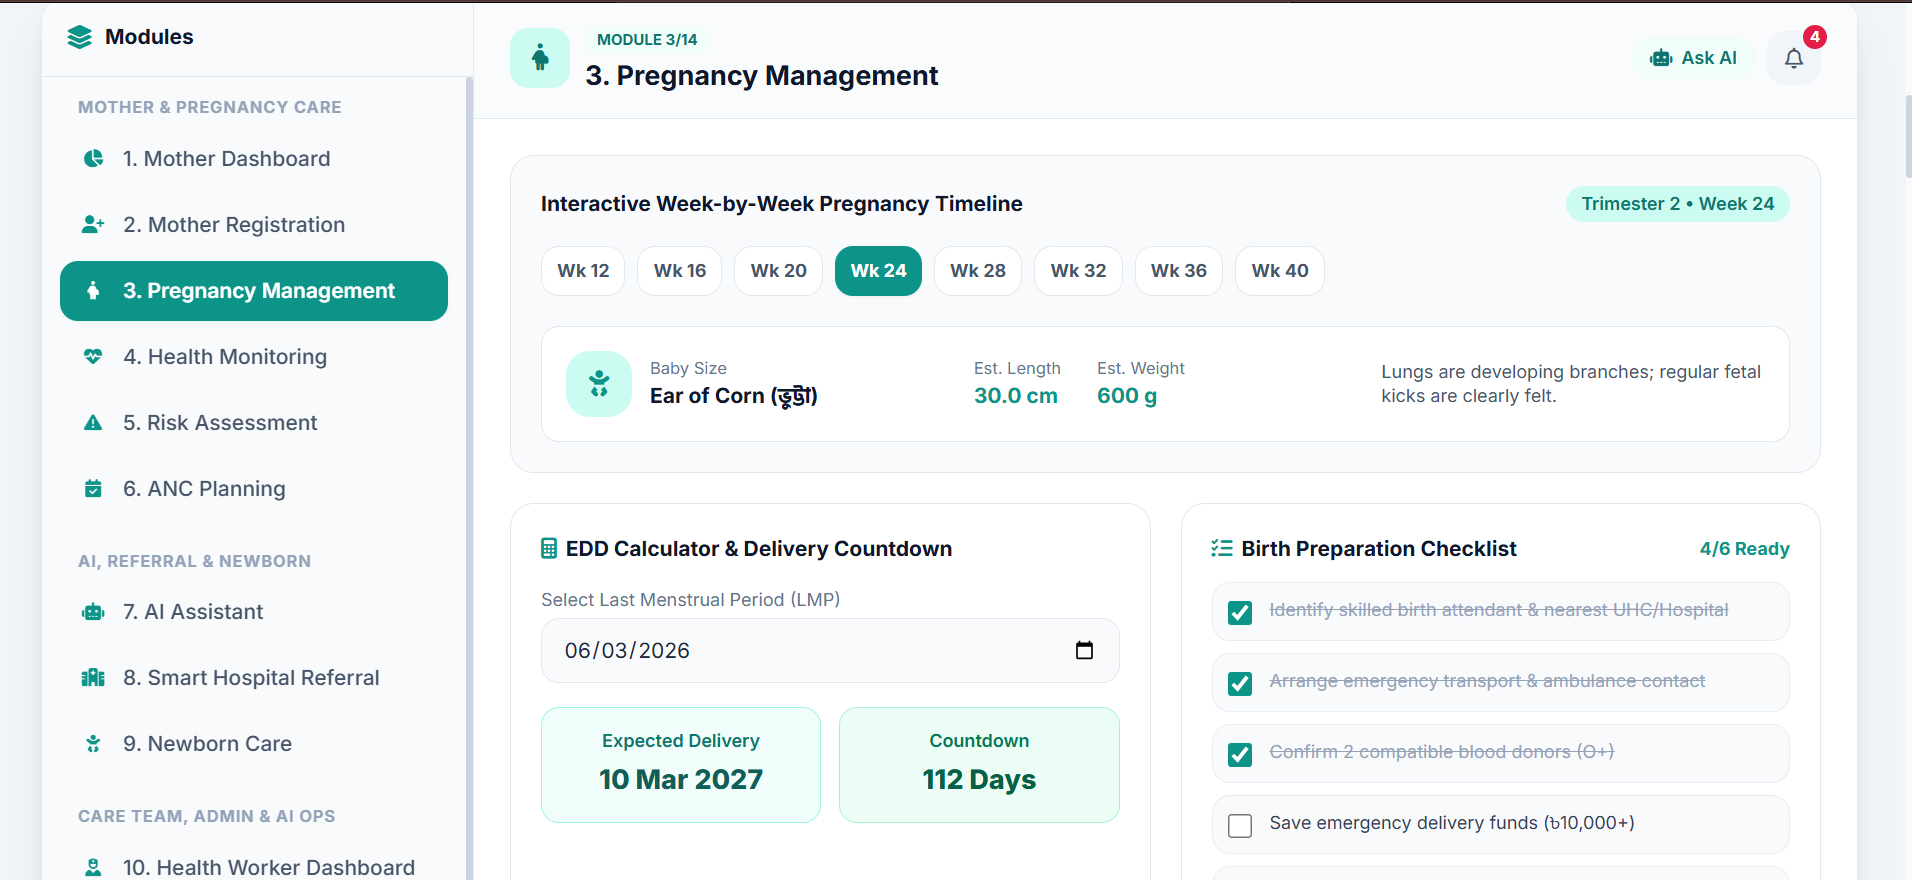 Modules
MOTHER & PREGNANCY CARE
1. Mother Dashboard
2. Mother Registration
3. Pregnancy Management
4. Health Monitoring
5. Risk Assessment
6. ANC Planning
AI, REFERRAL & NEWBORN
7. AI Assistant
8. Smart Hospital Referral
9. Newborn Care
CARE TEAM, ADMIN & AI OPS
10. Health Worker Dashboard
MODULE 3/14
3. Pregnancy Management
Ask AI
4
Interactive Week-by-Week Pregnancy Timeline
Trimester 2 • Week 24
Wk 12 Wk 16 Wk 20 Wk 24 Wk 28 Wk 32 Wk 36 Wk 40
Baby Size
Ear of Corn (ভুট্টা)
Est. Length
30.0 cm
Est. Weight
600 g
Lungs are developing branches; regular fetal
kicks are clearly felt.
EDD Calculator & Delivery Countdown
Select Last Menstrual Period (LMP)
06/03/2026
Expected Delivery
10 Mar 2027
Countdown
112 Days
Birth Preparation Checklist
4/6 Ready
Identify skilled birth attendant & nearest UHC/Hospital
Arrange emergency transport & ambulance contact
Confirm 2 compatible blood donors (O+)
Save emergency delivery funds (৳10,000+)